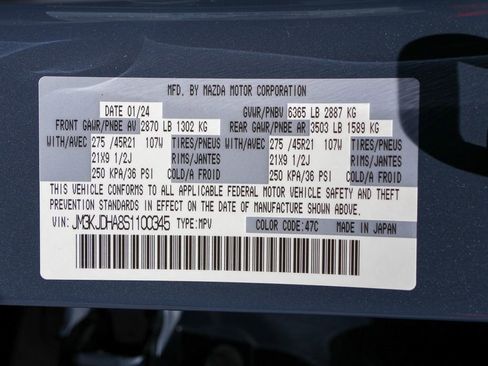 MFD. BY MAZDA MOTOR CORPORATION
DATE 01/24 GVWR/PNBV 6365 LB 2887 KG
FRONT GAWR/PNBE AV 2870 LB 1302 KG REAR GAWR/PNBE AR 3503 LB 1589 KG
WITH/AVEC 275 /45R21 107W TIRES/PNEUS WITH/AVEC 275 /45R21 107W TIRES/PNEUS
21X9 1/2J RIMS/JANTES 21X9 1/2J RIMS/JANTES
250 KPA/36 PSI COLD/A FROID 250 KPA/36 PSI COLD/A FROID
THIS VEHICLE CONFORMS TO ALL APPLICABLE FEDERAL MOTOR VEHICLE SAFETY AND THEFT
PREVENTION STANDARDS IN EFFECT ON THE DATE OF MANUFACTURE SHOWN ABOVE.
VIN: JM3KJDHA8S1100345 TYPE:MPV COLOR CODE:47C MADE IN JAPAN